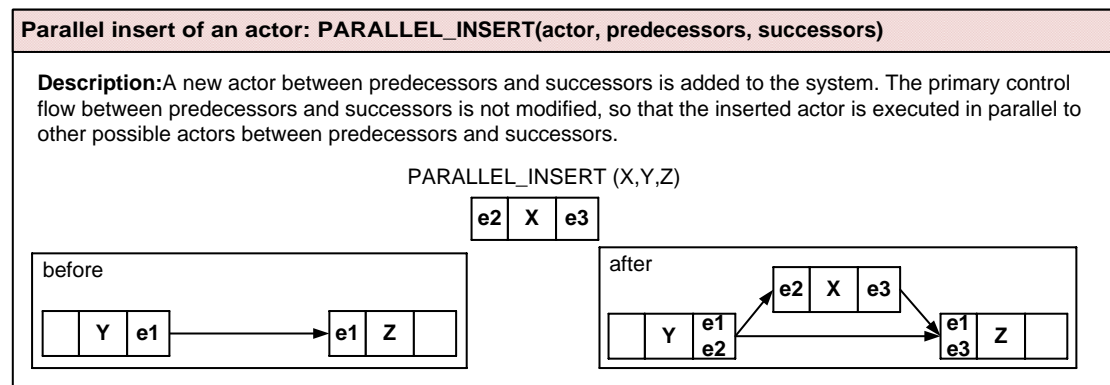 Parallel insert of an actor: PARALLEL_INSERT(actor, predecessors, successors)
Description:A new actor between predecessors and successors is added to the system. The primary control
flow between predecessors and successors is not modified, so that the inserted actor is executed in parallel to
other possible actors between predecessors and successors.
PARALLEL_INSERT (X,Y,Z)
e2 X e3
before
Y e1 e1 Z
after
e2 X e3
Y e1 e2 e1 e3 Z